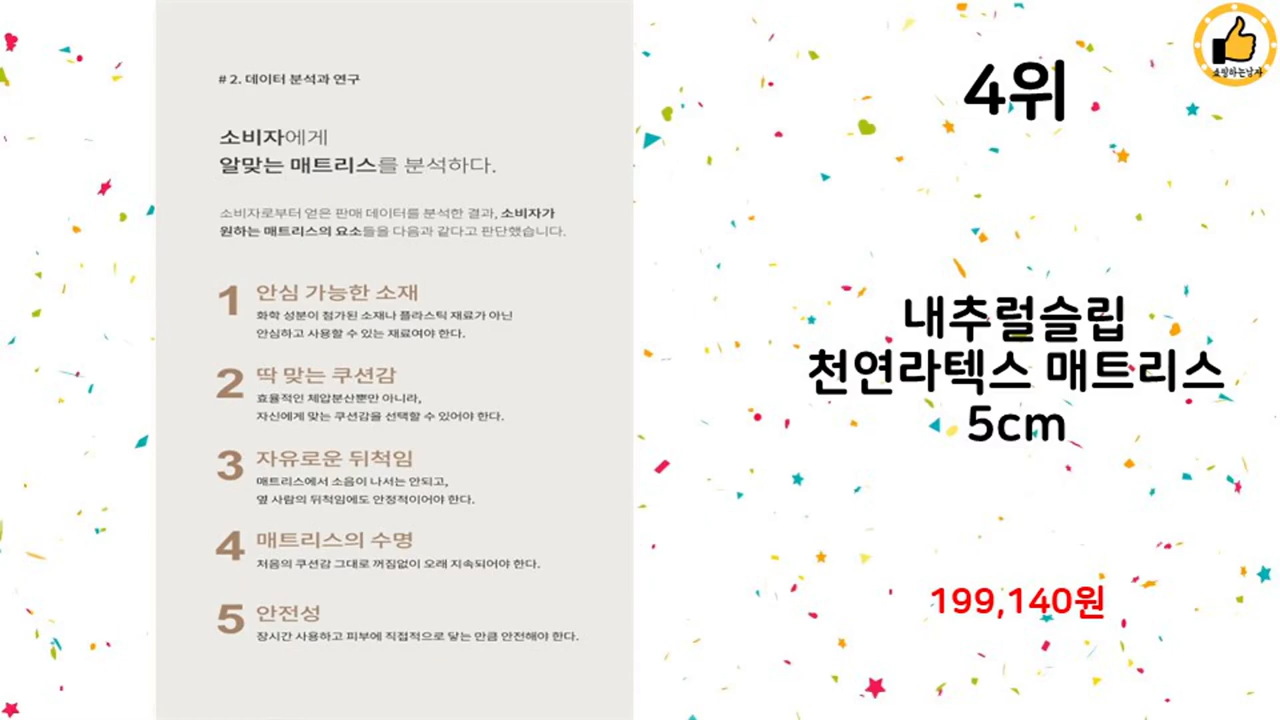 # 2. 데이터 분석과 연구
소비자에게
알맞는 매트리스를 분석하다.
소비자로부터 얻은 판매 데이터를 분석한 결과, 소비자가
원하는 매트리스의 요소들을 다음과 같다고 판단했습니다.
1 안심 가능한 소재
화학 성분이 첨가된 소재나 플라스틱 재료가 아닌
안심하고 사용할 수 있는 재료여야 한다.
2 딱 맞는 쿠션감
효율적인 체압분산뿐만 아니라,
자신에게 맞는 쿠션감을 선택할 수 있어야 한다.
3 자유로운 뒤척임
매트리스에서 소음이 나서는 안되고,
옆 사람의 뒤척임에도 안정적이어야 한다.
4 매트리스의 수명
처음의 쿠션감 그대로 꺼짐없이 오래 지속되어야 한다.
5 안전성
장시간 사용하고 피부에 직접적으로 닿는 만큼 안전해야 한다.
쇼핑하는남자
4위
내추럴슬립
천연라텍스 매트리스
5cm
199,140원